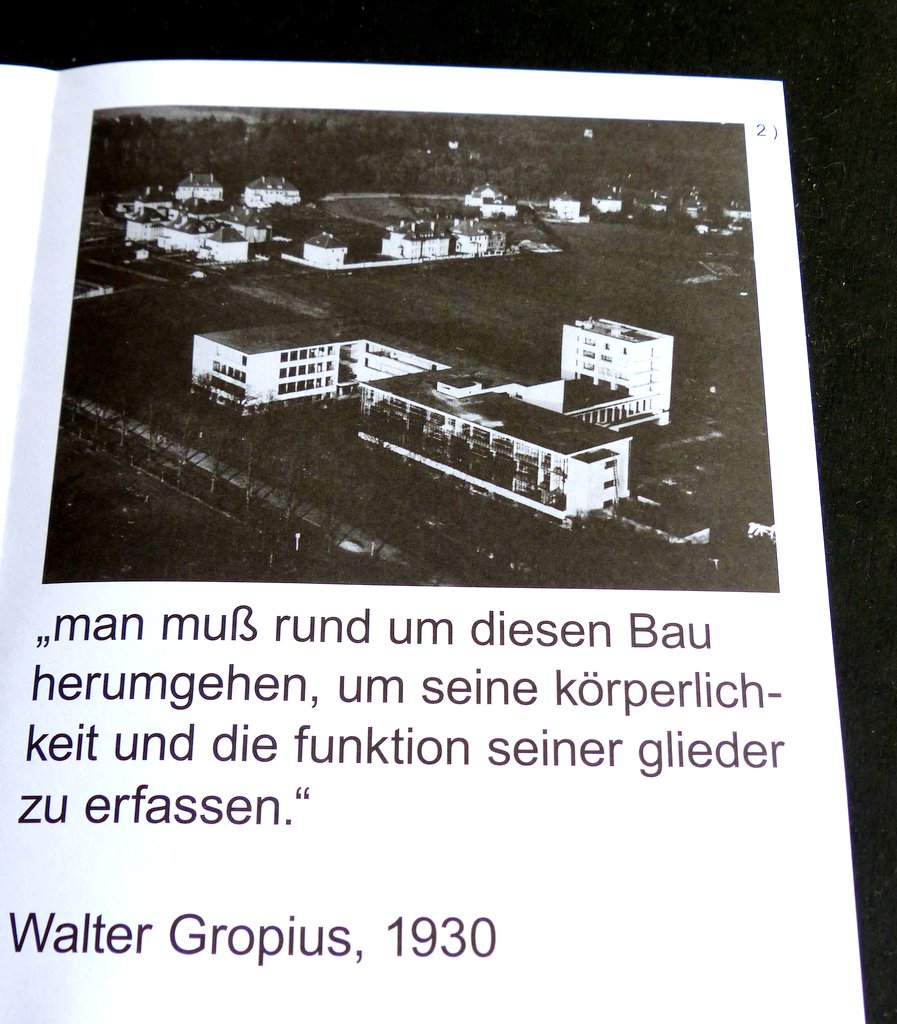 2)
„man muß rund um diesen Bau
herumgehen, um seine körperlich-
keit und die funktion seiner glieder
zu erfassen.“
Walter Gropius, 1930